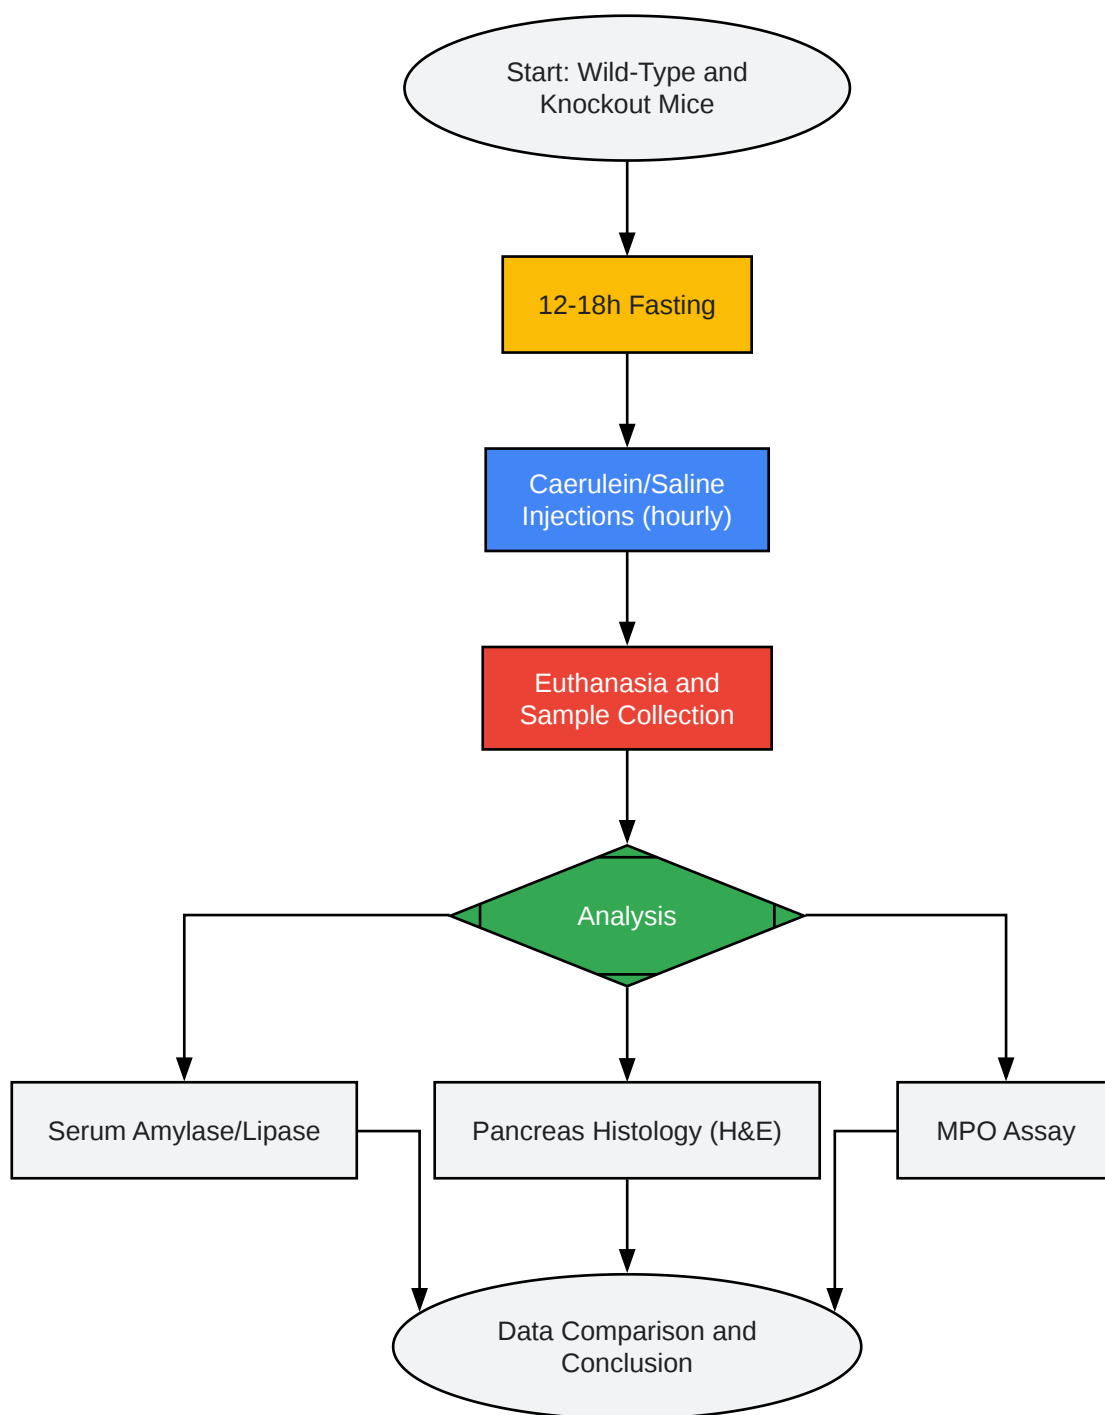 Start: Wild-Type and
Knockout Mice
12-18h Fasting
Caerulein/Saline
Injections (hourly)
Euthanasia and
Sample Collection
Analysis
Serum Amylase/Lipase
Pancreas Histology (H&E)
MPO Assay
Data Comparison and
Conclusion